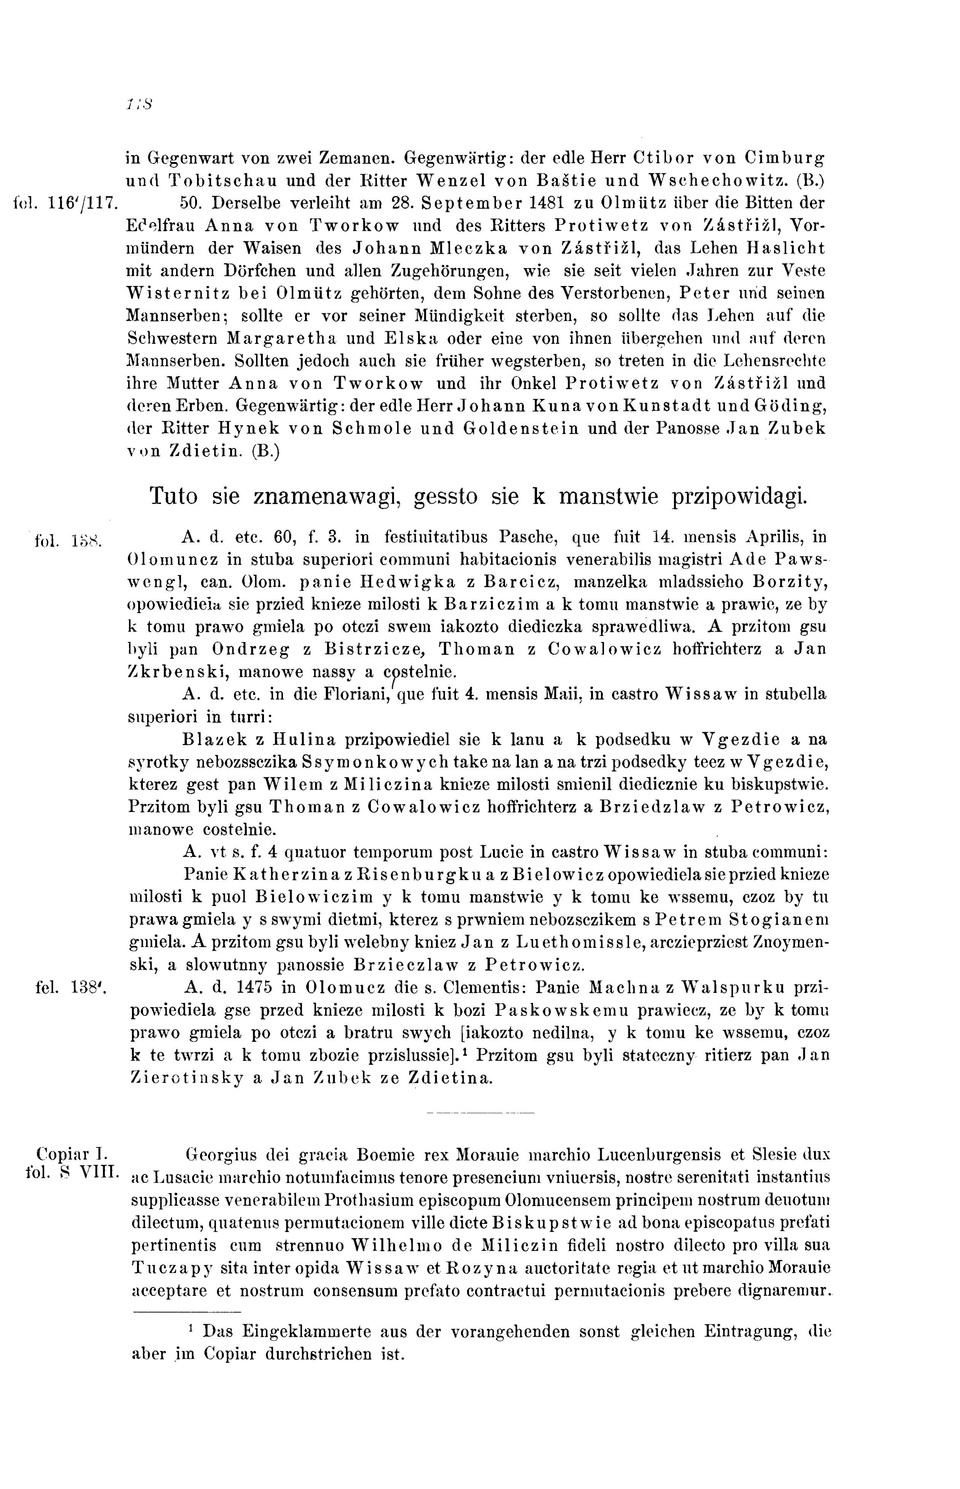 178
in Gegenwart von zwei Zemanen. Gegenwärtig: der edle Herr Ctibor von Cimburg
und Tobitschau und der Ritter Wenzel von Baštie und Wschechowitz. (B.)
fol. 116'/117. 50. Derselbe verleiht am 28. September 1481 zu Olmütz über die Bitten der
Edelfrau Anna von Tworkow und des Ritters Protiwetz von Zástřižl, Vor-
mündern der Waisen des Johann Mleczka von Zástřižl, das Lehen Haslicht
mit andern Dörfchen und allen Zugehörungen, wie sie seit vielen Jahren zur Veste
Wisternitz bei Olmütz gehörten, dem Sohne des Verstorbenen, Peter und seinen
Mannserben; sollte er vor seiner Mündigkeit sterben, so sollte das Lehen auf die
Schwestern Margaretha und Elska oder eine von ihnen übergehen und auf deren
Mannserben. Sollten jedoch auch sie früher wegsterben, so treten in die Lehensrechte
ihre Mutter Anna von Tworkow und ihr Onkel Protiwetz von Zástřižl und
deren Erben. Gegenwärtig: der edle Herr Johann Kuna von Kunstadt und Göding,
der Ritter Hynek von Schmole und Goldenstein und der Panosse Jan Zubek
von Zdietin. (B.)
Tuto sie znamenawagi, gessto sie k manstwie przipowidagi.
fol. 158. A. d. etc. 60, f. 3. in festiuitatibus Pasche, que fuit 14. mensis Aprilis, in
Olomuncz in stuba superiori communi habitacionis venerabilis magistri Ade Paws-
wengl, can. Olom. panie Hedwigka z Barcicz, manzelka mladssieho Borzity,
opowiedieia sie przied knieze milosti k Barziczim a k tomu manstwie a prawie, ze by
k tomu prawo gmiela po otczi swem iakozto diediczka sprawedliwa. A przitom gsu
byli pan Ondrzeg z Bistrzicze, Thoman z Cowalowicz hoffrichterz a Jan
Zkrbenski, manowe nassy a costelnie.
A. d. etc. in die Floriani, que fuit 4. mensis Maii, in castro Wissaw in stubella
superiori in turri:
Blazek z Hulina przipowiediel sie k lanu a k podsedku w Vgezdie a na
syrotky nebozssczika Ssymonkowych take na lan a na trzi podsedky teez w Vgezdie,
kterez gest pan Wilem z Miliczina knieze milosti smienil diedicznie ku biskupstwie.
Przitom byli gsu Thoman z Cowalowicz hoffrichterz a Brziedzlaw z Petrowicz,
manowe costelnie.
A. vt s. f. 4 quatuor temporum post Lucie in castro Wissaw in stuba communi:
Panie Katherzina z Risenburgku a z Bielowicz opowiediela sie przied knieze
milosti k puol Bielowiczim y k tomu manstwie y k tomu ke wssemu, czoz by tu
prawa gmiela y s swymi dietmi, kterez s prwniem nebozsczikem s Petrem Stogianem
gmiela. A przitom gsu byli welebny kniez Jan z Luethomissle, arczieprziest Znoymen-
ski, a slowutnny panossie Brzieczlaw z Petrowicz.
fel. 138'. A. d. 1475 in Olomucz die s. Clementis: Panie Machna z Walspurku przi-
powiediela gse przed knieze milosti k bozi Paskowskemu prawiecz, ze by k tomu
prawo gmiela po otczi a bratru swych [iakozto nedilna, y k tomu ke wssemu, czoz
k te twrzi a k tomu zbozie przislussie].¹ Przitom gsu byli stateczny ritierz pan Jan
Zierotinsky a Jan Zubek ze Zdietina.
Copiar I.
fol. S VIII. Georgius dei gracia Boemie rex Morauie marchio Lucenburgensis et Slesie dux
ac Lusacie marchio notumfacimus tenore presencium vniuersis, nostre serenitati instantius
supplicasse venerabilem Prothasium episcopum Olomucensem principem nostrum deuotum
dilectum, quatenus permutacionem ville dicte Biskupstwie ad bona episcopatus prefati
pertinentis cum strennuo Wilhelmo de Miliczin fideli nostro dilecto pro villa sua
Tuczapy sita inter opida Wissaw et Rozyna auctoritate regia et ut marchio Morauie
acceptare et nostrum consensum prefato contractui permutacionis prebere dignaremur.
¹ Das Eingeklammerte aus der vorangehenden sonst gleichen Eintragung, die
aber im Copiar durchstrichen ist.